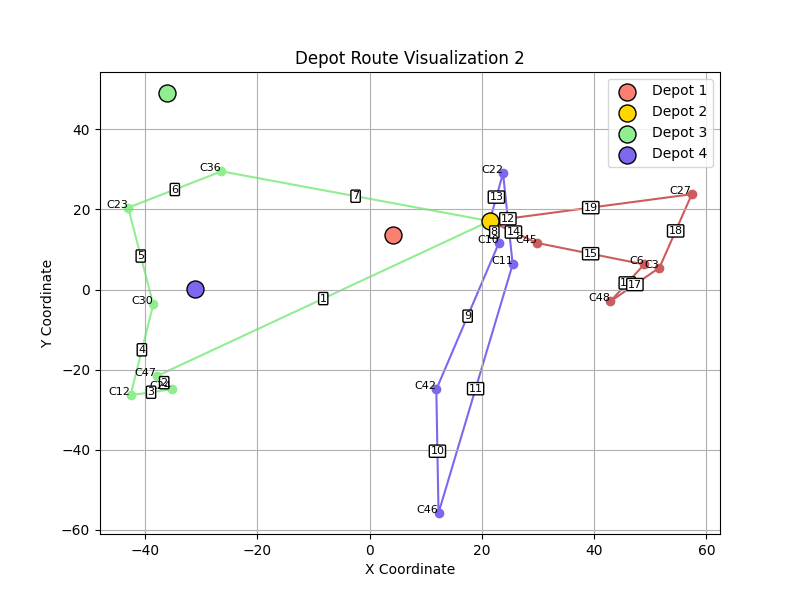 Depot Route Visualization 2
Depot 1
Depot 2
Depot 3
Depot 4
Y Coordinate
40
20
0
−20
−40
−60
C36
C23
C30
C47
C12
C22
C10
C45
C11
C27
C6
C3
C48
C42
C46
1
3
4
5
6
7
8
9
10
11
12
13
14
15
17
18
19
−40
−20
0
20
40
60
X Coordinate